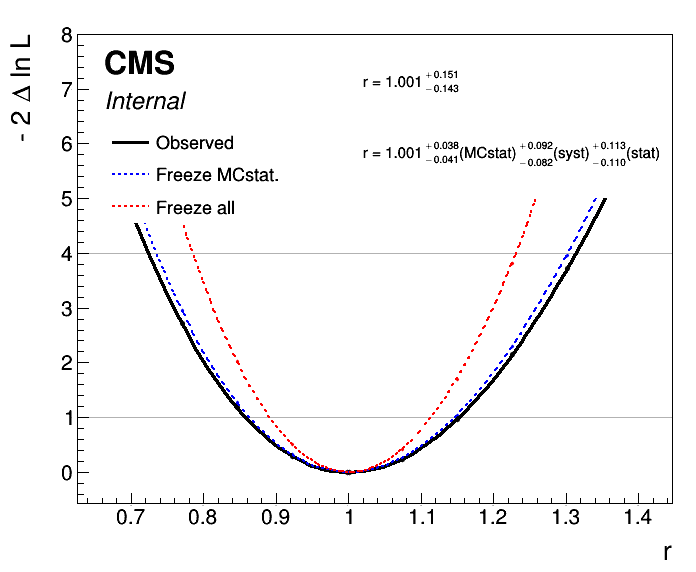 - 2 Δ ln L
8
7
6
5
4
3
2
1
0
CMS
Internal
Observed
Freeze MCstat.
Freeze all
r = 1.001 +0.151 −0.143
r = 1.001 +0.038 −0.041 (MCstat) +0.092 −0.082 (syst) +0.113 −0.110 (stat)
0.7 0.8 0.9 1 1.1 1.2 1.3 1.4
r